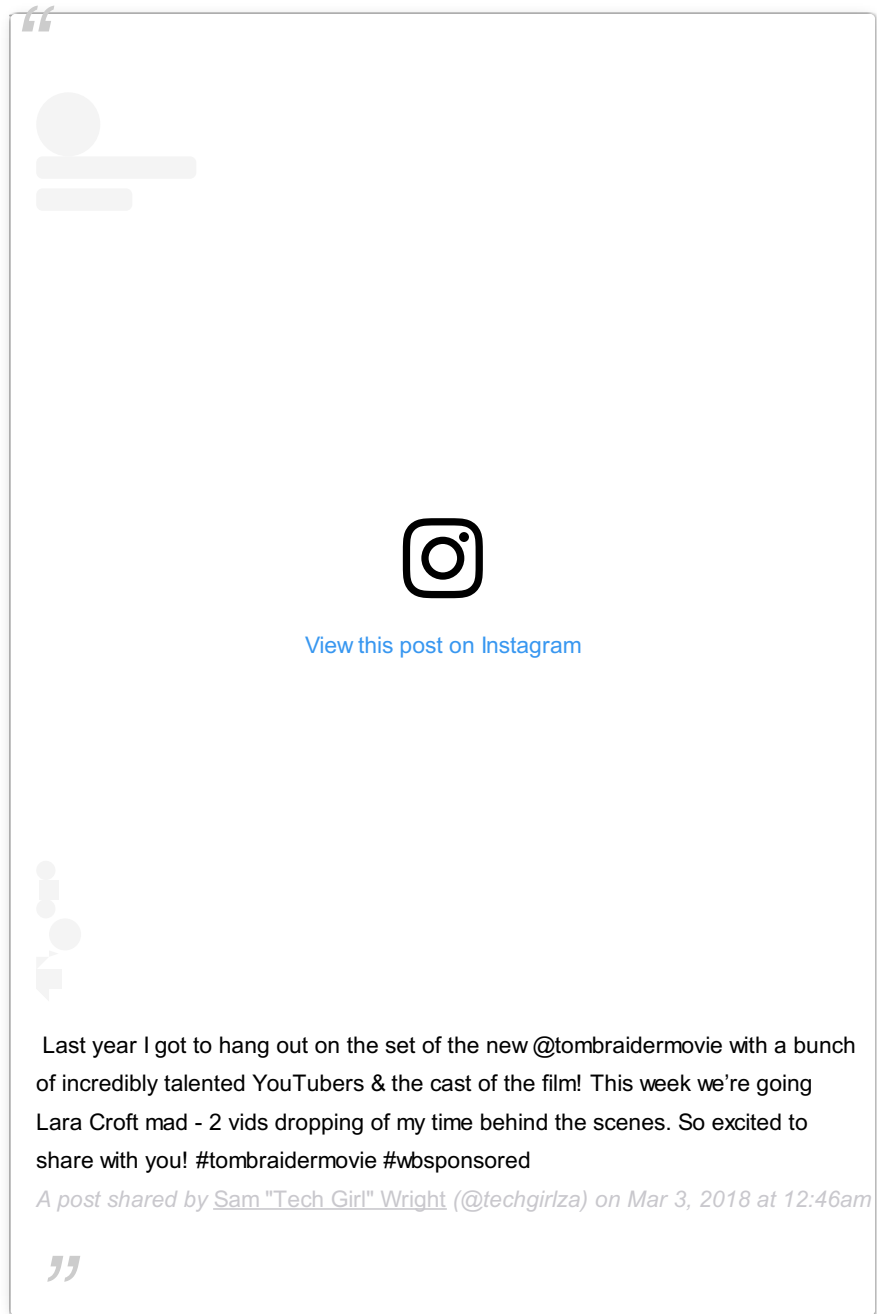 “
View this post on Instagram
Last year I got to hang out on the set of the new @tombraidermovie with a bunch
of incredibly talented YouTubers & the cast of the film! This week we’re going
Lara Croft mad - 2 vids dropping of my time behind the scenes. So excited to
share with you! #tombraidermovie #wbsponsored
A post shared by Sam "Tech Girl" Wright (@techgirlza) on Mar 3, 2018 at 12:46am
”